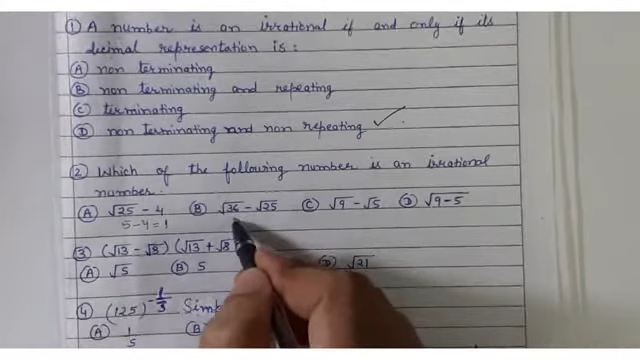 ① A number is an irrational if and only if its
decimal representation is :
Ⓐ non terminating
Ⓑ non terminating and repeating
Ⓒ terminating
Ⓓ non terminating and non repeating ✓
② Which of the following number is an irrational
number.
Ⓐ √25 - 4 Ⓑ √36 - √25 Ⓒ √9 - √5 Ⓓ √9-5
5-4=1
③ (√13 - √8) (√13 + √8
Ⓐ √5 Ⓑ 5 Ⓓ √21
④ (125)^-1/3
Ⓐ 1/5 Ⓑ